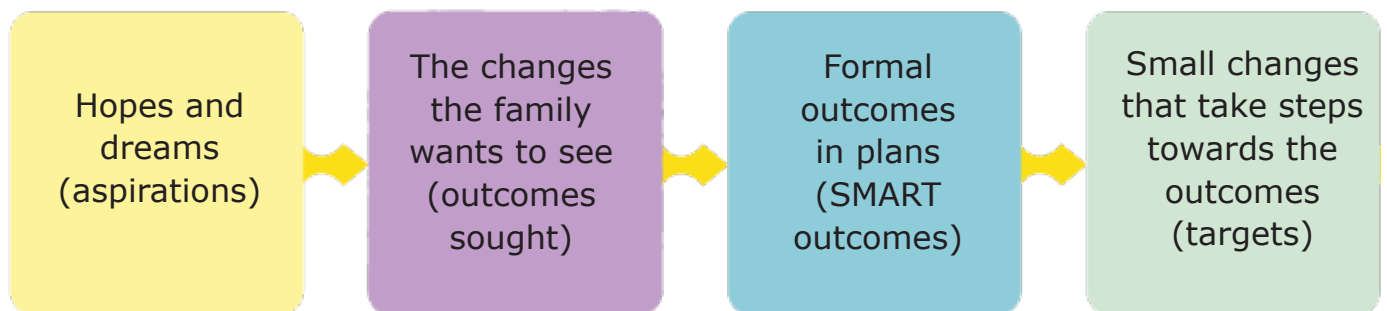 Hopes and
dreams
(aspirations)
The changes
the family
wants to see
(outcomes
sought)
Formal
outcomes
in plans
(SMART
outcomes)
Small changes
that take steps
towards the
outcomes
(targets)